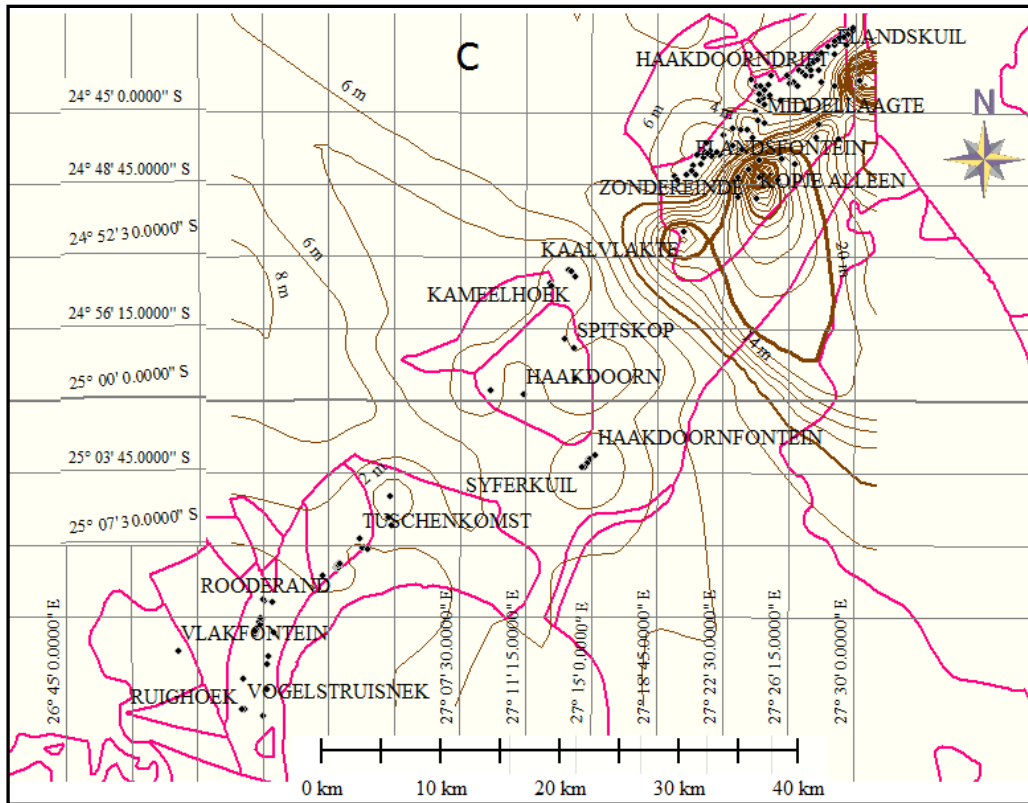 C
ELANDSKUIL
6 m
HAAKDOORNDRIFT
N
24° 45' 0.0000" S
6 m
4 m
MIDDELLAAGTE
ELANDSFONTEIN
24° 48' 45.0000" S
ZONDEREINDE
KOPJE ALLEEN
24° 52' 30.0000" S
6 m
KAALVLAKTE
20 m
8 m
KAMEELHOEK
24° 56' 15.0000" S
SPITSKOP
14 m
25° 00' 0.0000" S
HAAKDOORN
HAAKDOORNFONTEIN
25° 03' 45.0000" S
2 m
SYFERKUIL
25° 07' 30.0000" S
TUSCHENKOMST
ROODERAND
VLAKFONTEIN
RUIGHOEK
VOGELSTRUISNEK
26° 45' 0.0000" E
27° 07' 30.0000" E
27° 11' 15.0000" E
27° 15' 0.0000" E
27° 18' 45.0000" E
27° 22' 30.0000" E
27° 26' 15.0000" E
27° 30' 0.0000" E
0 km
10 km
20 km
30 km
40 km